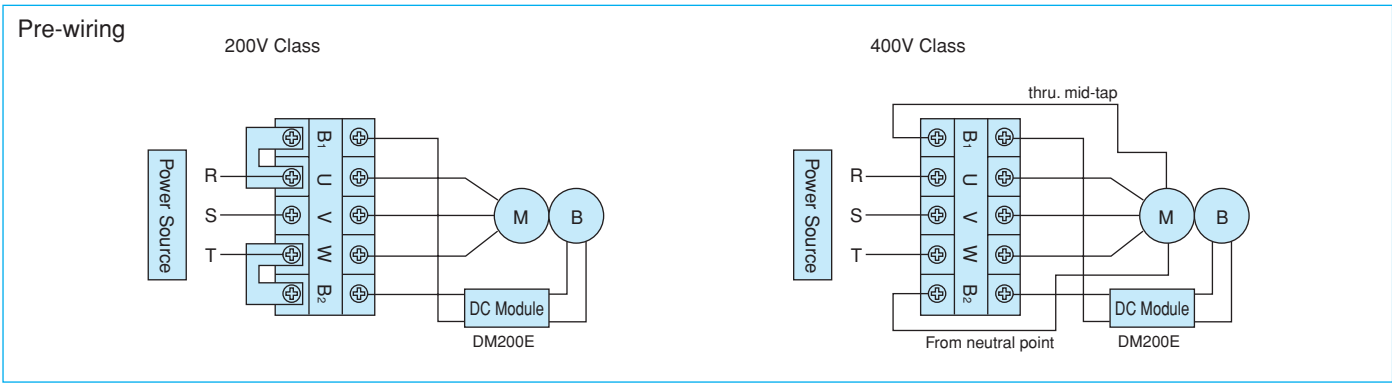 Pre-wiring
200V Class
Power Source
R
S
T
B1
U
V
W
B2
M
B
DC Module
DM200E
400V Class
thru. mid-tap
Power Source
R
S
T
B1
U
V
W
B2
M
B
DC Module
From neutral point
DM200E